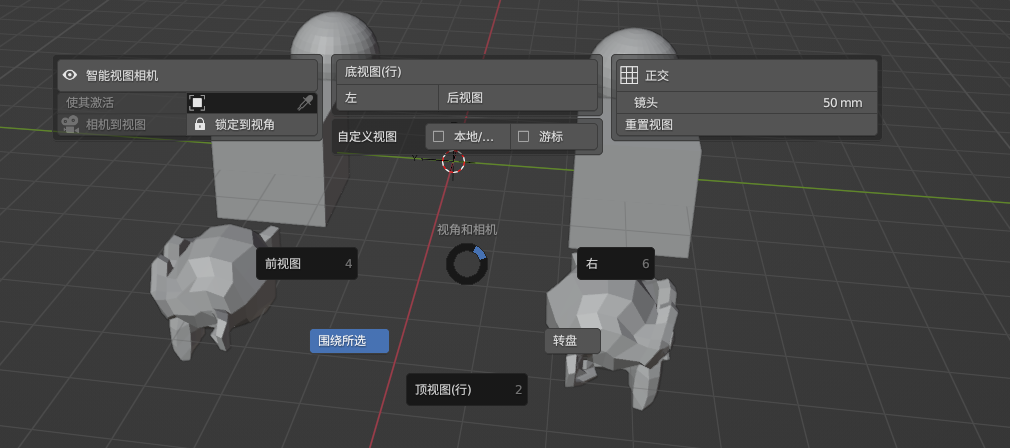 智能视图相机
使其激活
相机到视图 锁定到视角
底视图(行)
左 后视图
自定义视图 本地/... 游标
正交
镜头 50 mm
重置视图
Y
视角和相机
前视图 4
右 6
围绕所选
转盘
顶视图(行) 2